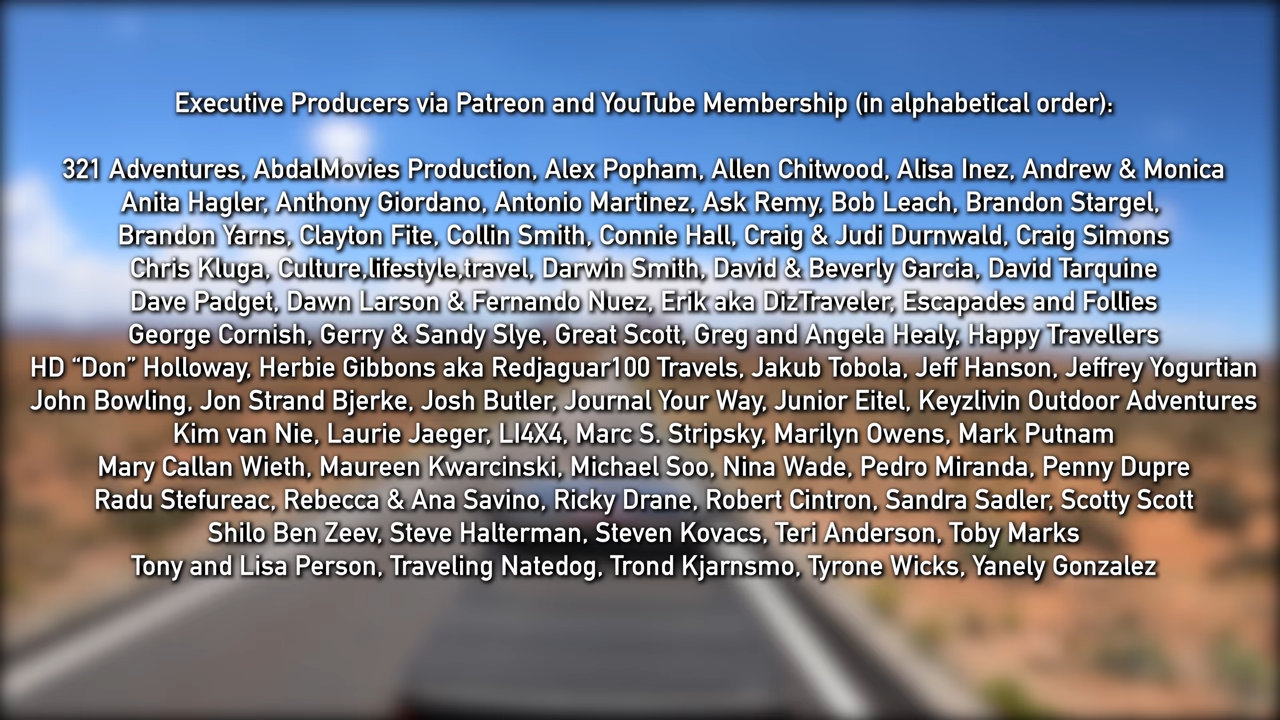 Executive Producers via Patreon and YouTube Membership (in alphabetical order):
321 Adventures, AbdalMovies Production, Alex Popham, Allen Chitwood, Alisa Inez, Andrew & Monica
Anita Hagler, Anthony Giordano, Antonio Martinez, Ask Remy, Bob Leach, Brandon Stargel,
Brandon Yarns, Clayton Fite, Collin Smith, Connie Hall, Craig & Judi Durnwald, Craig Simons
Chris Kluga, Culture,lifestyle,travel, Darwin Smith, David & Beverly Garcia, David Tarquine
Dave Padget, Dawn Larson & Fernando Nuez, Erik aka DizTraveler, Escapades and Follies
George Cornish, Gerry & Sandy Slye, Great Scott, Greg and Angela Healy, Happy Travellers
HD “Don” Holloway, Herbie Gibbons aka Redjaguar100 Travels, Jakub Tobola, Jeff Hanson, Jeffrey Yogurtian
John Bowling, Jon Strand Bjerke, Josh Butler, Journal Your Way, Junior Eitel, Keyzlivin Outdoor Adventures
Kim van Nie, Laurie Jaeger, LI4X4, Marc S. Stripsky, Marilyn Owens, Mark Putnam
Mary Callan Wieth, Maureen Kwarcinski, Michael Soo, Nina Wade, Pedro Miranda, Penny Dupre
Radu Stefureac, Rebecca & Ana Savino, Ricky Drane, Robert Cintron, Sandra Sadler, Scotty Scott
Shilo Ben Zeev, Steve Halterman, Steven Kovacs, Teri Anderson, Toby Marks
Tony and Lisa Person, Traveling Natedog, Trond Kjarnsmo, Tyrone Wicks, Yanely Gonzalez